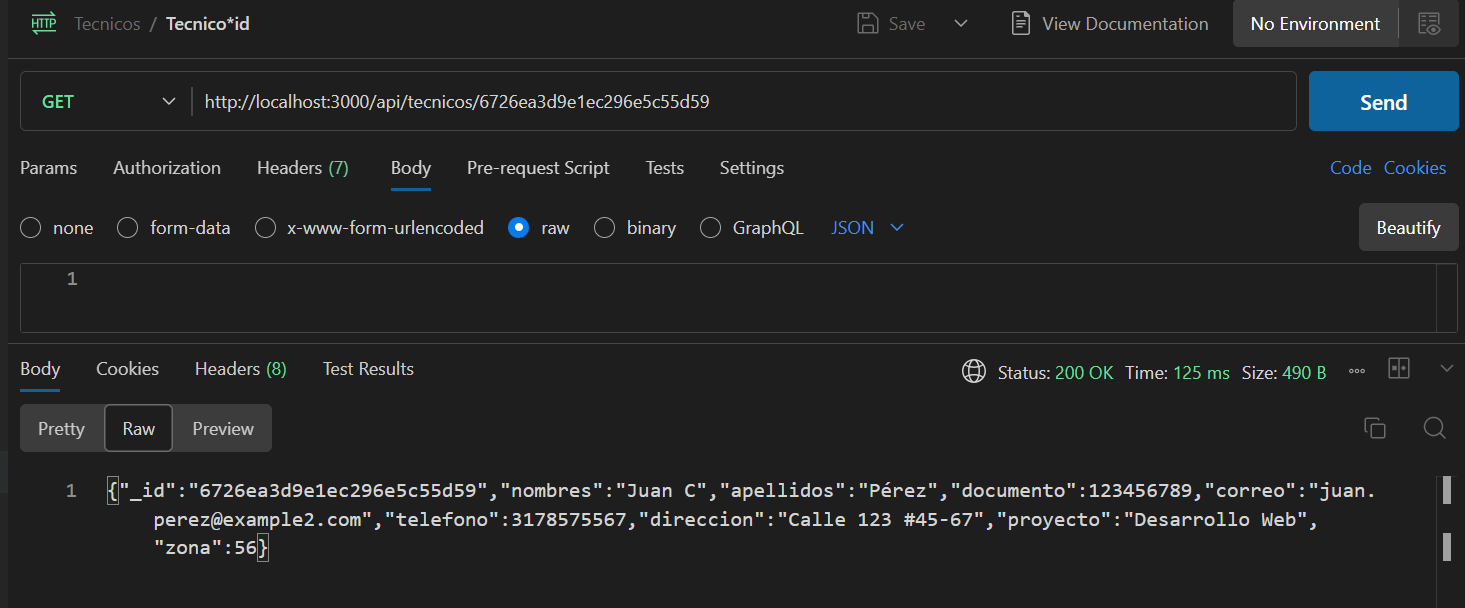 HTTP Tecnicos / Tecnico*id Save View Documentation No Environment
GET http://localhost:3000/api/tecnicos/6726ea3d9e1ec296e5c55d59 Send
Params Authorization Headers (7) Body Pre-request Script Tests Settings Code Cookies
none form-data x-www-form-urlencoded raw binary GraphQL JSON Beautify
1
Body Cookies Headers (8) Test Results Status: 200 OK Time: 125 ms Size: 490 B
Pretty Raw Preview
1 {"_id":"6726ea3d9e1ec296e5c55d59","nombres":"Juan C","apellidos":"Pérez","documento":123456789,"correo":"juan.
perez@example2.com","telefono":3178575567,"direccion":"Calle 123 #45-67","proyecto":"Desarrollo Web",
"zona":56}